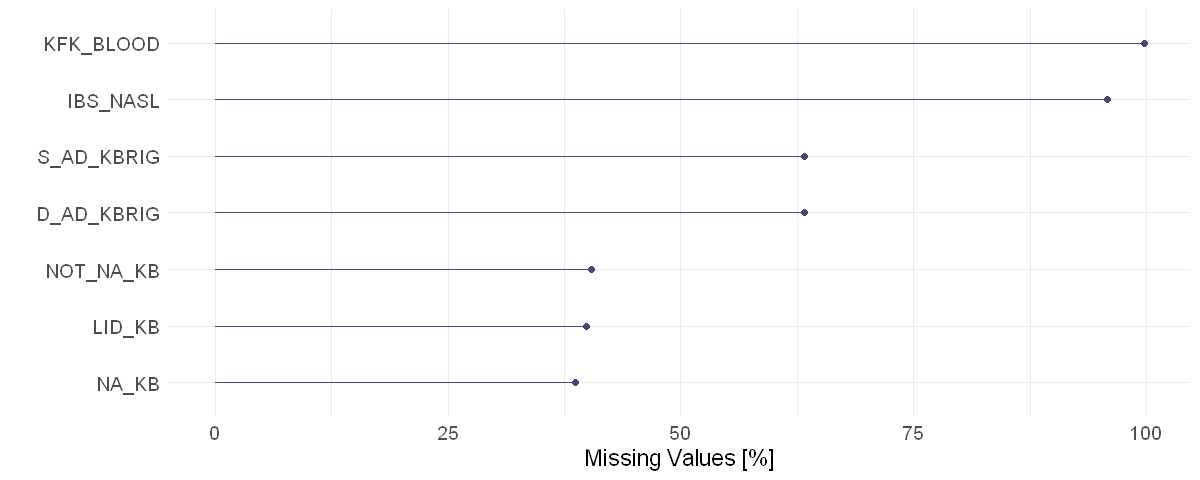 KFK_BLOOD
IBS_NASL
S_AD_KBRIG
D_AD_KBRIG
NOT_NA_KB
LID_KB
NA_KB
0 25 50 75 100
Missing Values [%]